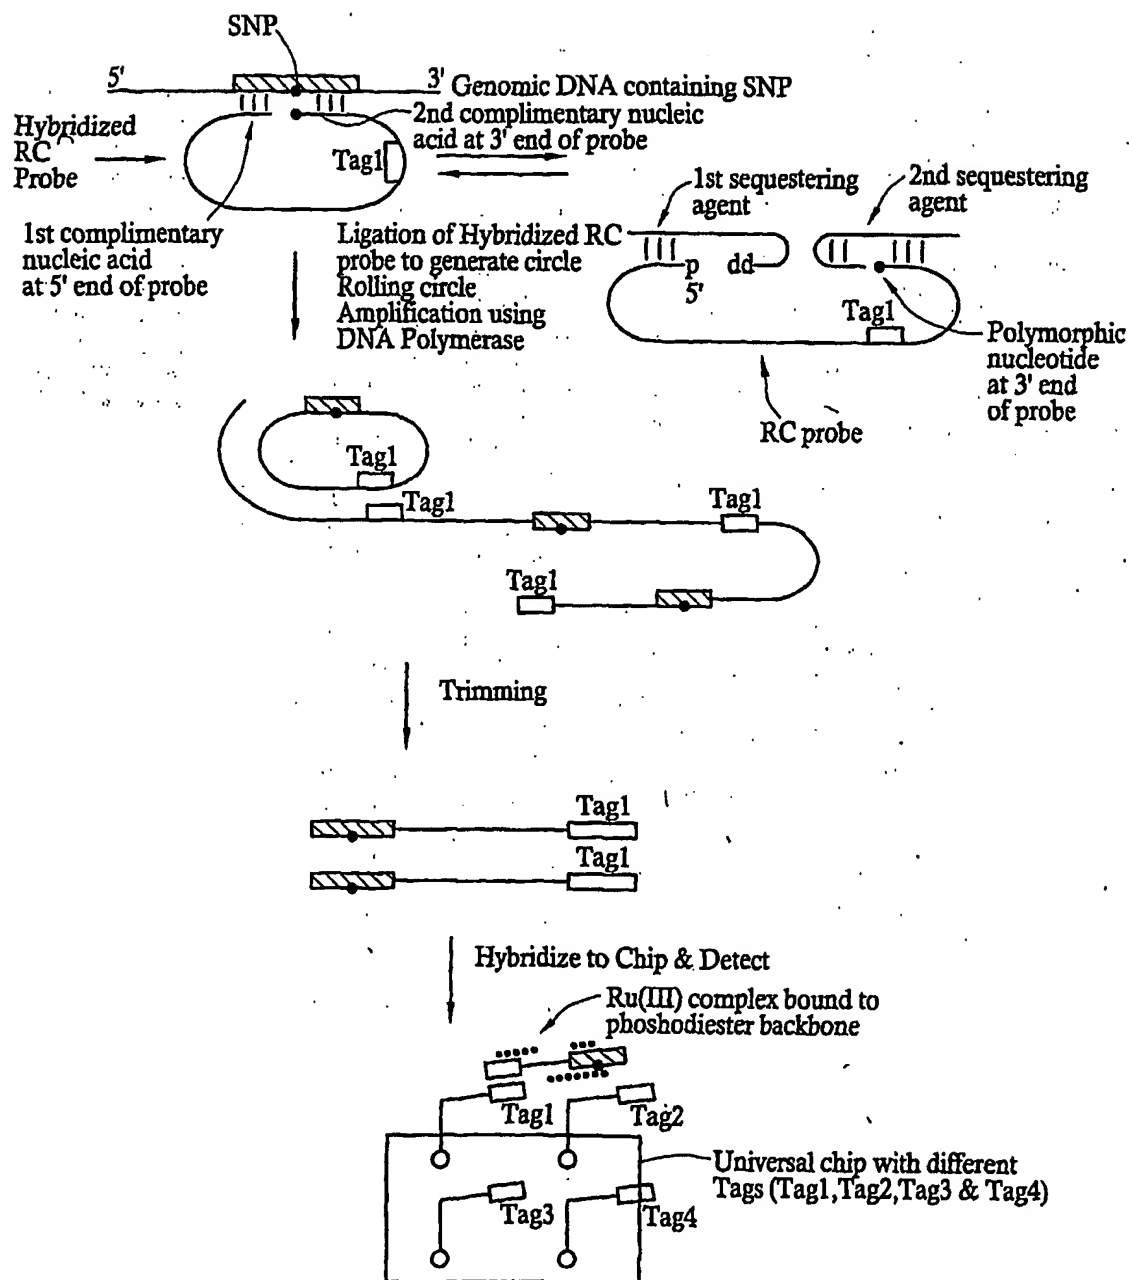 SNP
5'
3' Genomic DNA containing SNP
Hybridized
RC
Probe
2nd complimentary nucleic
acid at 3' end of probe
Tag1
1st complimentary
nucleic acid
at 5' end of probe
Ligation of Hybridized RC
probe to generate circle
Rolling circle
Amplification using
DNA Polymerase
1st sequestering
agent
2nd sequestering
agent
p
5'
dd
Tag1
Polymorphic
nucleotide
at 3' end
of probe
RC probe
Tag1
Tag1
Tag1
Tag1
Trimming
Tag1
Tag1
Hybridize to Chip & Detect
Ru(III) complex bound to
phoshodiester backbone
Tag1
Tag2
Universal chip with different
Tags (Tag1,Tag2,Tag3 & Tag4)
Tag3
Tag4